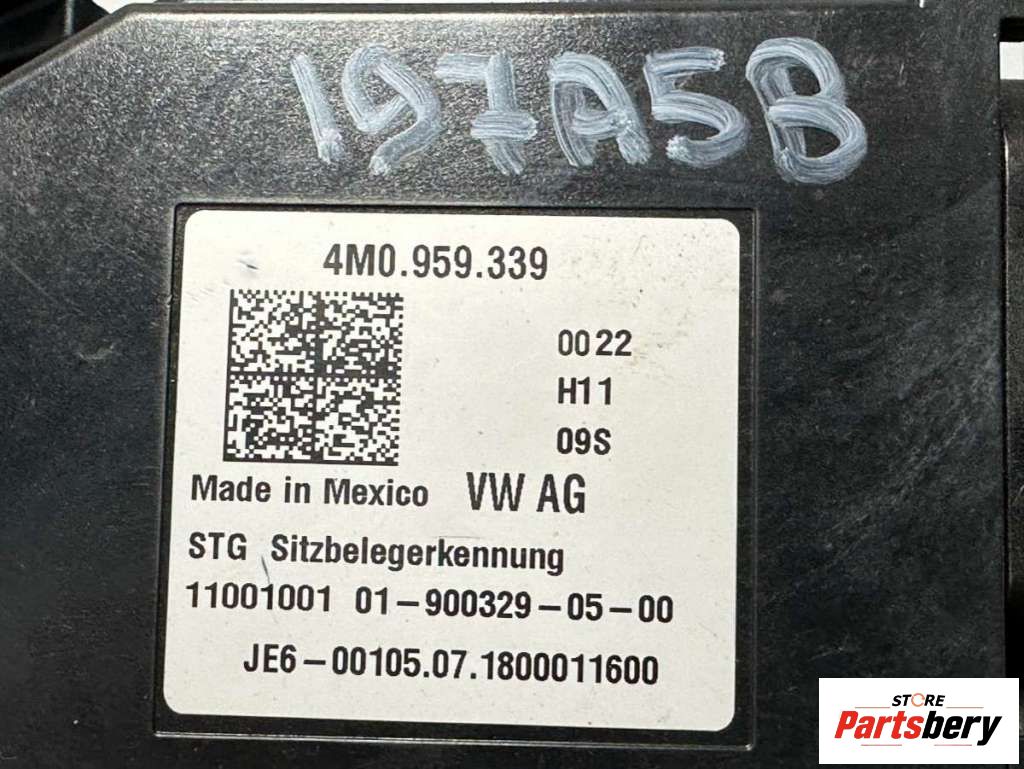 197A5B
4M0.959.339
0022
H11
09S
Made in Mexico VW AG
STG Sitzbelegerkennung
11001001 01-900329-05-00
JE6-00105.07.1800011600
STORE
Partsbery